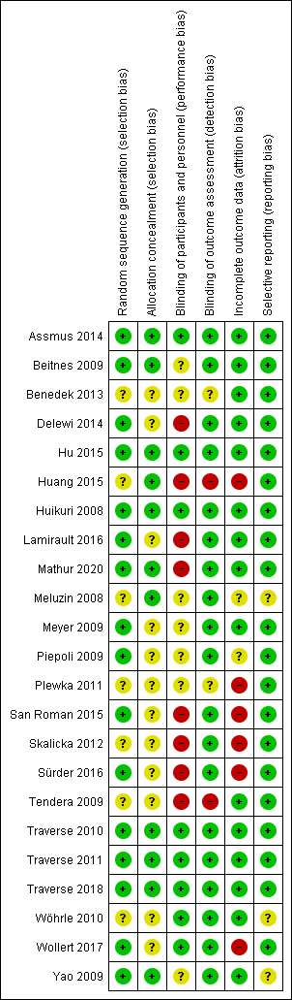 Random sequence generation (selection bias)
Allocation concealment (selection bias)
Blinding of participants and personnel (performance bias)
Blinding of outcome assessment (detection bias)
Incomplete outcome data (attrition bias)
Selective reporting (reporting bias)
Assmus 2014 + + + + + +
Beitnes 2009 + + ? + + +
Benedek 2013 ? ? ? ? + +
Delewi 2014 + ? - + + +
Hu 2015 + + + + + +
Huang 2015 ? + - - - +
Huikuri 2008 + + + + + +
Lamirault 2016 + ? - + + +
Mathur 2020 + + - + + +
Meluzin 2008 ? + ? + ? ?
Meyer 2009 + ? ? + + +
Piepoli 2009 + ? ? + ? +
Plewka 2011 ? ? ? ? - +
San Roman 2015 + ? - + - +
Skalicka 2012 ? ? - + - +
Sürder 2016 + ? - + - +
Tendera 2009 ? ? - - + +
Traverse 2010 + + + + + +
Traverse 2011 + + + + + +
Traverse 2018 + + + + + +
Wöhrle 2010 ? ? + + + ?
Wollert 2017 + ? + + - +
Yao 2009 + + ? + + ?